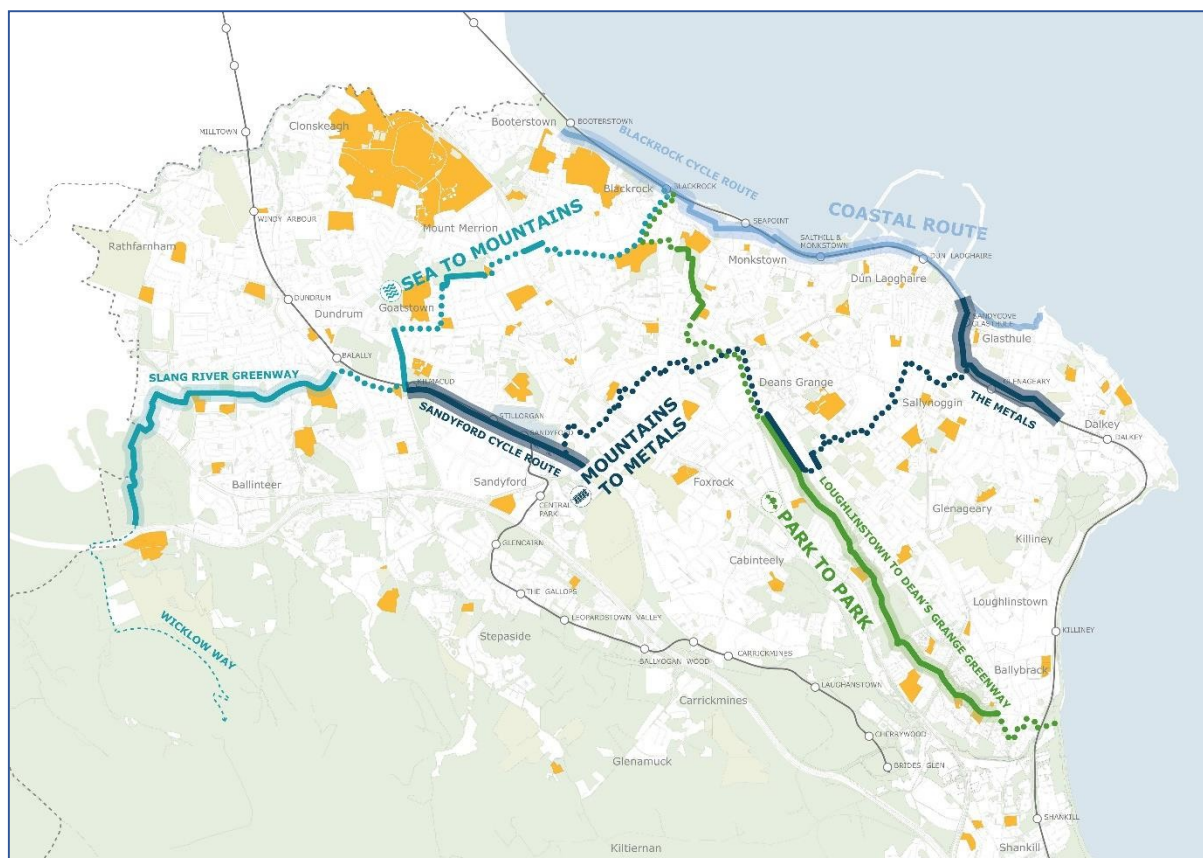 Clonskeagh
Booterstown
BOOTERSTOWN
MILLTOWN
BLACKROCK CYCLE ROUTE
Blackrock
BLACKROCK
WINDY ARBOUR
Mount Merrion
SEAPOINT
COASTAL ROUTE
SALTHILL &
MONKSTOWN
Rathfarnham
SEA TO MOUNTAINS
Monkstown
DUN LAOGHAIRE
Dún Laoghaire
DUNDRUM
Dundrum
Goatstown
SANDYCOVE
GLASTHULE
Glasthule
BALALLY
SLANG RIVER GREENWAY
KILMACUD
Deans Grange
GLENAGEARY
STILLORGAN
SANDYFORD
SANDYFORD CYCLE ROUTE
Sallynoggin
THE METALS
Dalkey
DALKEY
MOUNTAINS
TO METALS
Ballinteer
Sandyford
CENTRAL
PARK
Foxrock
LOUGHLINSTOWN TO DEAN'S GRANGE GREENWAY
Glenageary
PARK TO PARK
Killiney
GLENCAIRN
Cabinteely
THE GALLOPS
Loughlinstown
LEOPARDSTOWN VALLEY
KILLINEY
Stepaside
WICKLOW WAY
BALLYOGAN WOOD
CARRICKMINES
Ballybrack
LAUGHANSTOWN
Carrickmines
CHERRYWOOD
Glenamuck
BRIDES GLEN
SHANKILL
Kiltiernan
Shankill